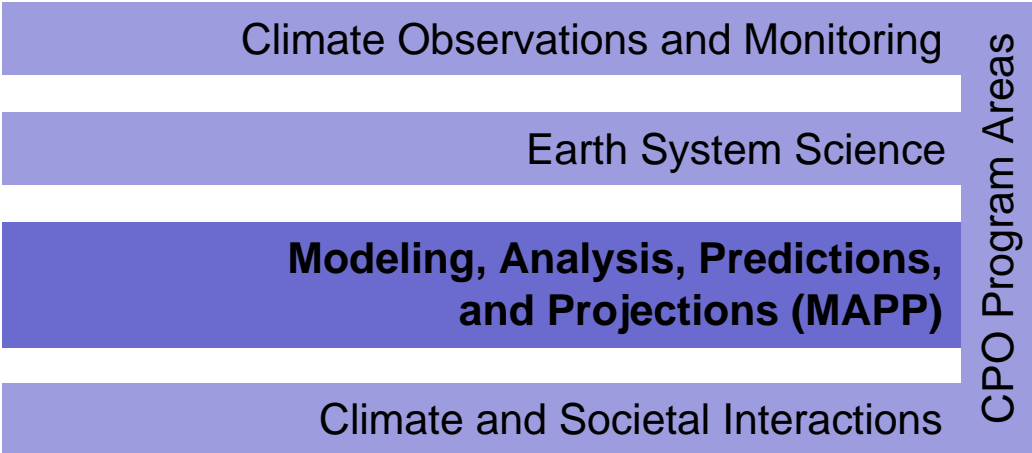 Climate Observations and Monitoring
Earth System Science
Modeling, Analysis, Predictions,
and Projections (MAPP)
Climate and Societal Interactions
CPO Program Areas